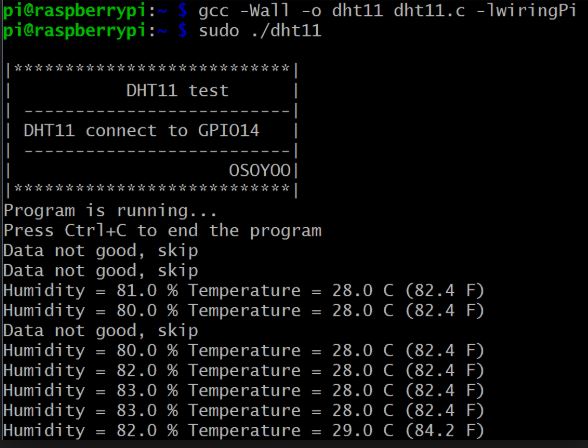 pi@raspberrypi:~ $ gcc -Wall -o dht11 dht11.c -lwiringPi
pi@raspberrypi:~ $ sudo ./dht11
|***************************|
|           DHT11 test      |
| --------------------------|
| DHT11 connect to GPIO14   |
| --------------------------|
|                     OSOYOO|
|***************************|
Program is running...
Press Ctrl+C to end the program
Data not good, skip
Data not good, skip
Humidity = 81.0 % Temperature = 28.0 C (82.4 F)
Humidity = 80.0 % Temperature = 28.0 C (82.4 F)
Data not good, skip
Humidity = 80.0 % Temperature = 28.0 C (82.4 F)
Humidity = 82.0 % Temperature = 28.0 C (82.4 F)
Humidity = 83.0 % Temperature = 28.0 C (82.4 F)
Humidity = 83.0 % Temperature = 28.0 C (82.4 F)
Humidity = 82.0 % Temperature = 29.0 C (84.2 F)